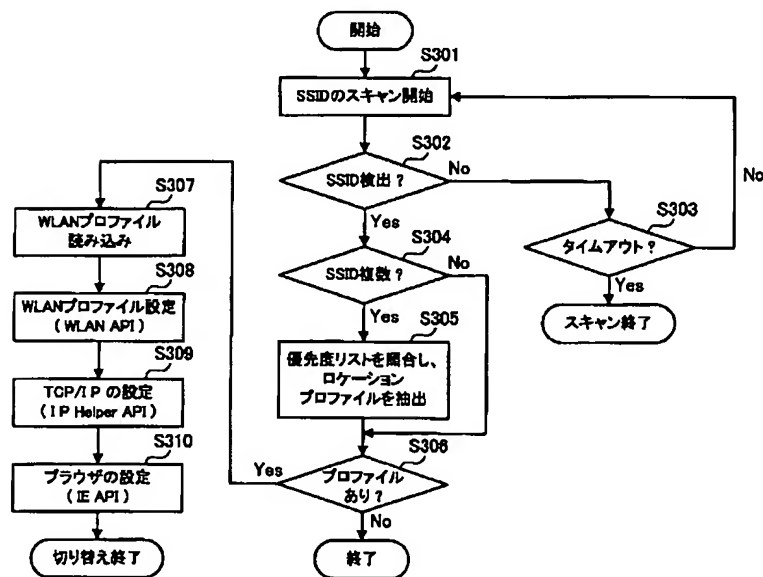 開始
S301
SSIDのスキャン開始
S302
SSID検出？
No
Yes
S303
タイムアウト？
No
Yes
スキャン終了
S304
SSID複数？
No
Yes
S305
優先度リストを照合し、
ロケーション
プロファイルを抽出
S306
プロファイル
あり？
Yes
No
終了
S307
WLANプロファイル
読み込み
S308
WLANプロファイル設定
(WLAN API)
S309
TCP/IP の設定
(IP Helper API)
S310
ブラウザの設定
(IE API)
切り替え終了